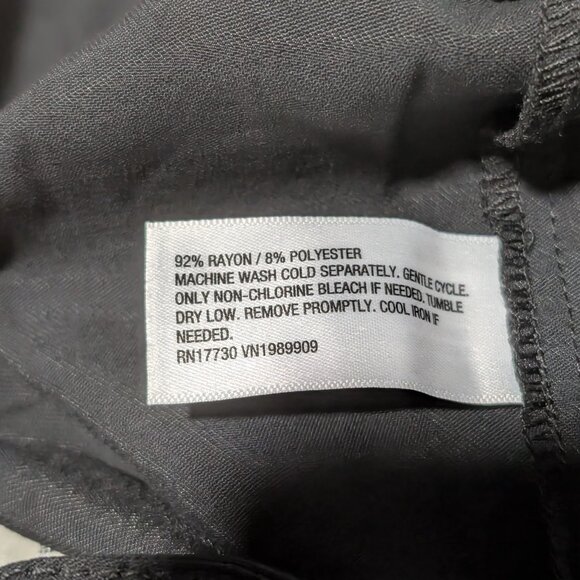 92% RAYON / 8% POLYESTER
MACHINE WASH COLD SEPARATELY. GENTLE CYCLE.
ONLY NON-CHLORINE BLEACH IF NEEDED. TUMBLE
DRY LOW. REMOVE PROMPTLY. COOL IRON IF
NEEDED.
RN17730 VN1989909